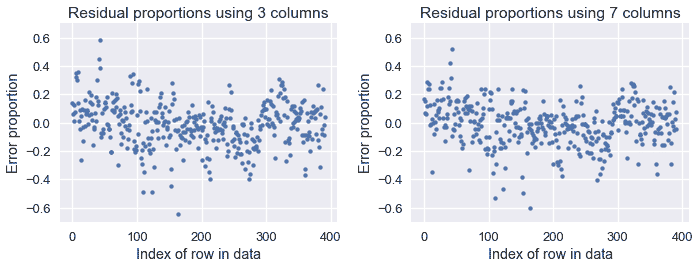 Residual proportions using 3 columns
Error proportion
0.6
0.4
0.2
0.0
−0.2
−0.4
−0.6
0 100 200 300 400
Index of row in data
Residual proportions using 7 columns
Error proportion
0.6
0.4
0.2
0.0
−0.2
−0.4
−0.6
0 100 200 300 400
Index of row in data